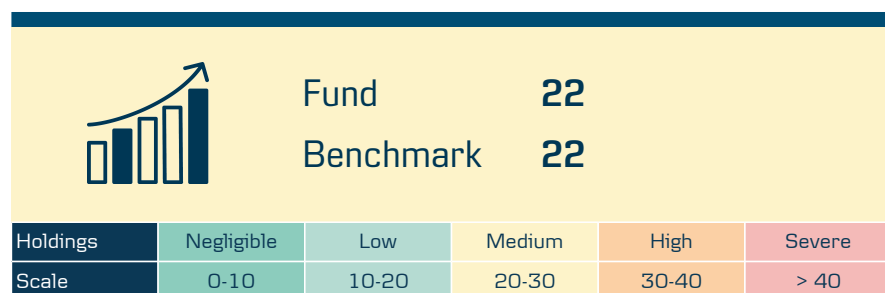 Fund 22
Benchmark 22
Holdings Negligible Low Medium High Severe
Scale 0-10 10-20 20-30 30-40 > 40